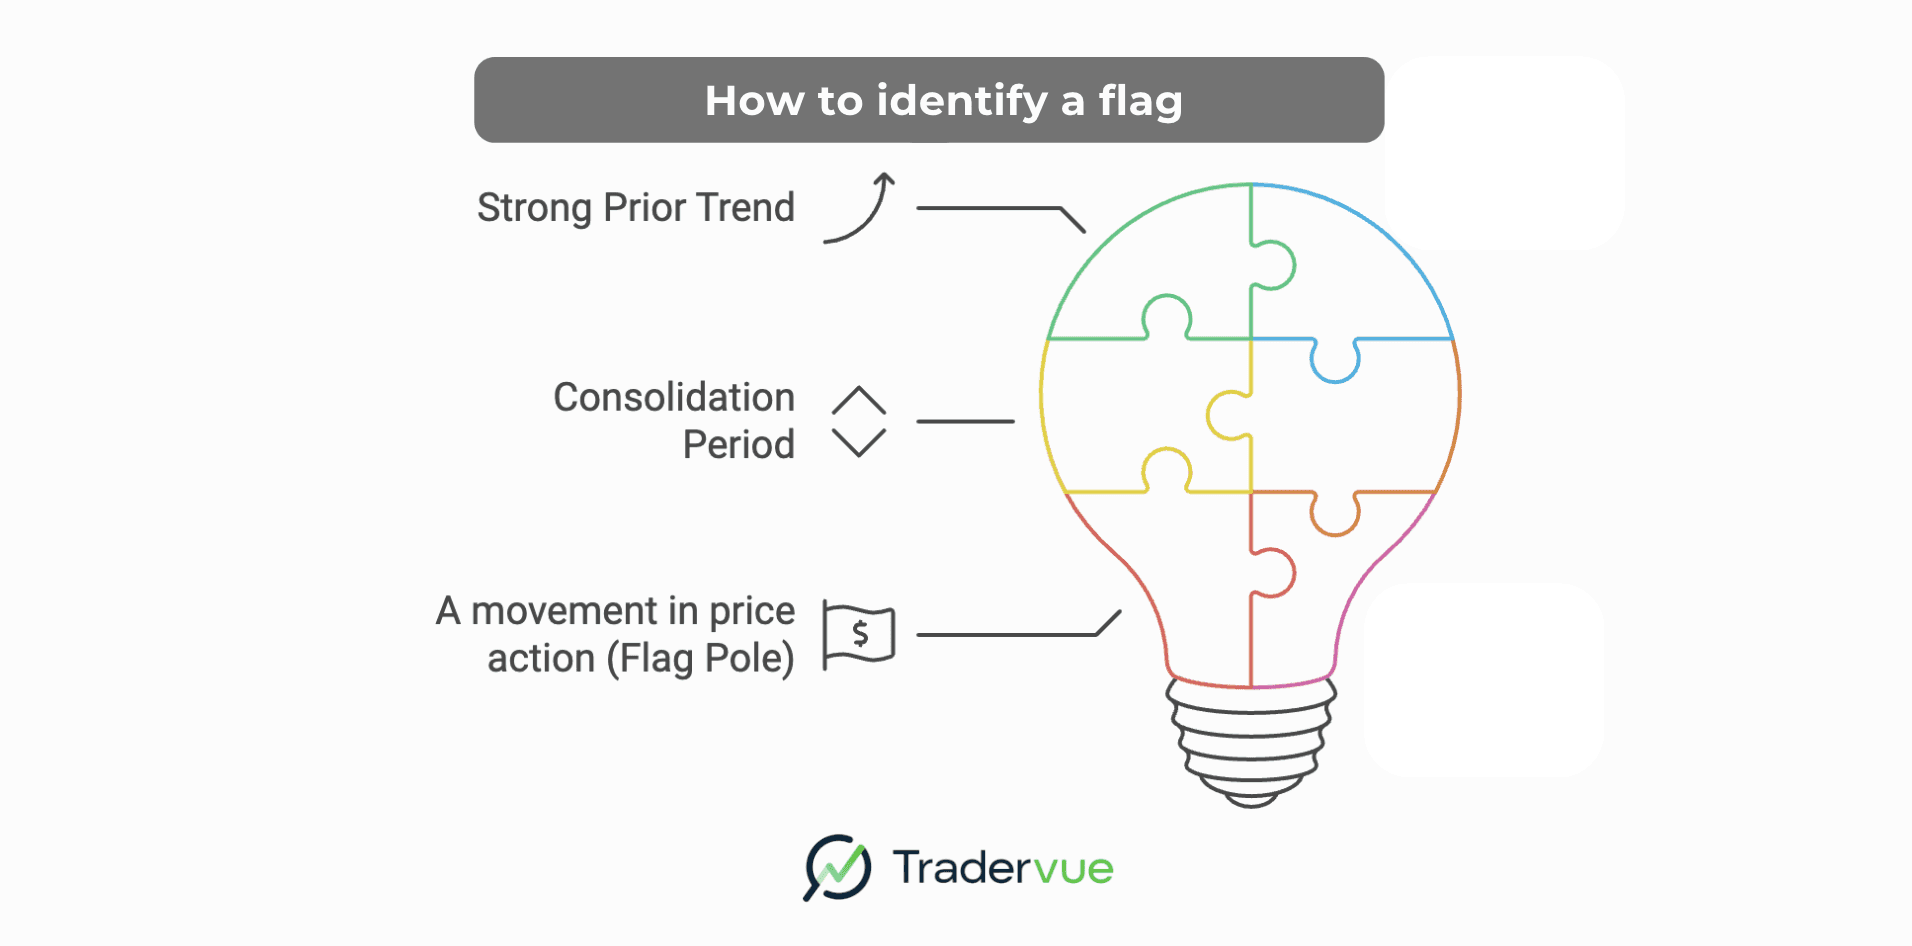 How to identify a flag
Strong Prior Trend
Consolidation
Period
A movement in price
action (Flag Pole)
$
Tradervue